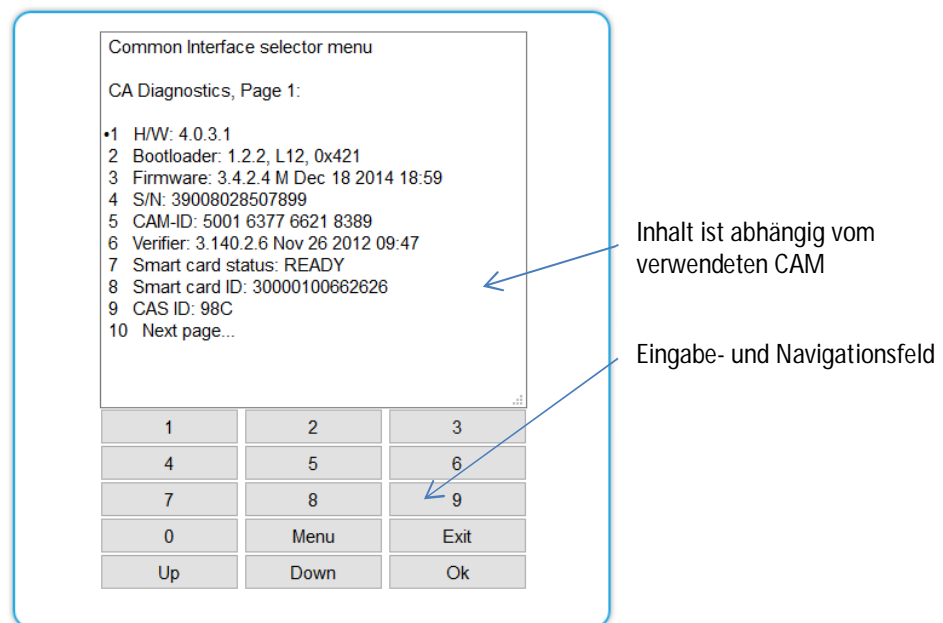 Common Interface selector menu
CA Diagnostics, Page 1:
•1 H/W: 4.0.3.1
2 Bootloader: 1.2.2, L12, 0x421
3 Firmware: 3.4.2.4 M Dec 18 2014 18:59
4 S/N: 39008028507899
5 CAM-ID: 5001 6377 6621 8389
6 Verifier: 3.140.2.6 Nov 26 2012 09:47
7 Smart card status: READY
8 Smart card ID: 30000100662626
9 CAS ID: 98C
10 Next page...
Inhalt ist abhängig vom
verwendeten CAM
Eingabe- und Navigationsfeld
1 2 3
4 5 6
7 8 9
0 Menu Exit
Up Down Ok